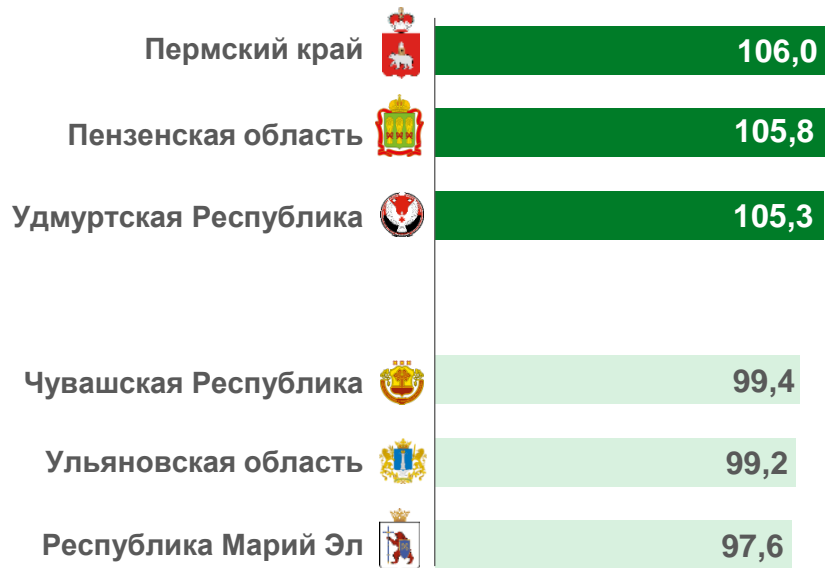 Пермский край 106,0
Пензенская область 105,8
Удмуртская Республика 105,3
Чувашская Республика 99,4
Ульяновская область 99,2
Республика Марий Эл 97,6